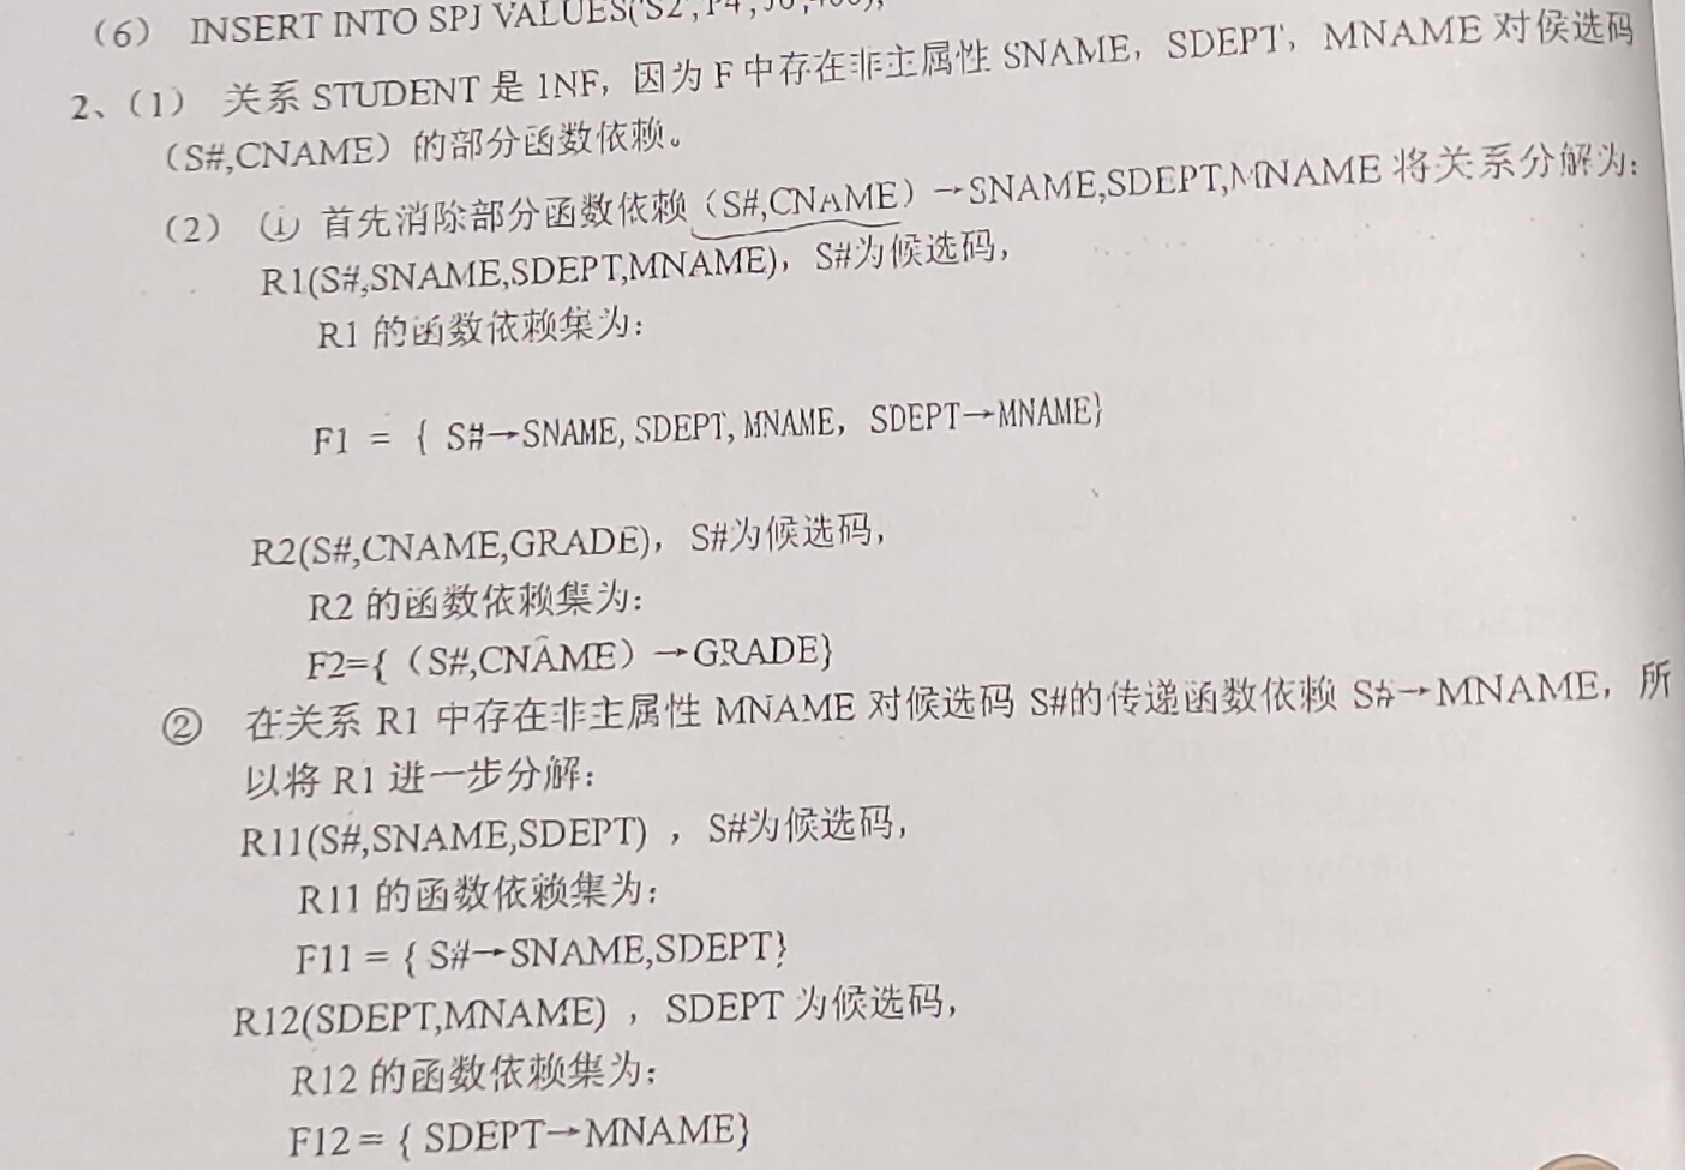 （6） INSERT INTO SPJ VALUES('S2','P4','J6',400);
2、（1） 关系 STUDENT 是 1NF，因为 F 中存在非主属性 SNAME，SDEPT，MNAME 对候选码
（S#,CNAME）的部分函数依赖。
（2） ① 首先消除部分函数依赖（S#,CNAME）→SNAME,SDEPT,MNAME 将关系分解为：
R1(S#,SNAME,SDEPT,MNAME)，S#为候选码，
R1 的函数依赖集为：
F1 = { S#→SNAME, SDEPT, MNAME，SDEPT→MNAME}
R2(S#,CNAME,GRADE)，S#为候选码，
R2 的函数依赖集为：
F2={（S#,CNAME）→GRADE}
② 在关系 R1 中存在非主属性 MNAME 对候选码 S#的传递函数依赖 S#→MNAME，所
以将 R1 进一步分解：
R11(S#,SNAME,SDEPT) ，S#为候选码，
R11 的函数依赖集为：
F11 = { S#→SNAME,SDEPT}
R12(SDEPT,MNAME) ，SDEPT 为候选码，
R12 的函数依赖集为：
F12 = { SDEPT→MNAME}